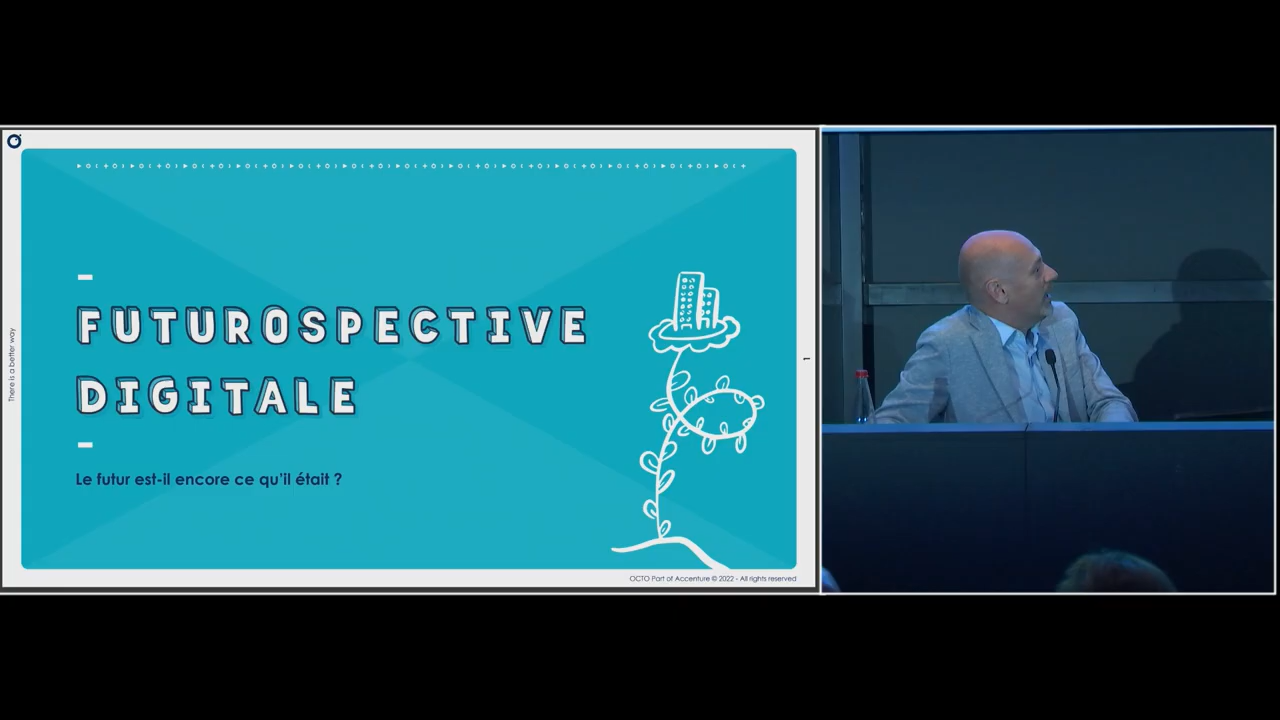 FUTUROSPECTIVE
DIGITALE
Le futur est-il encore ce qu'il était ?
There is a better way
1
OCTO Part of Accenture © 2022 - All rights reserved